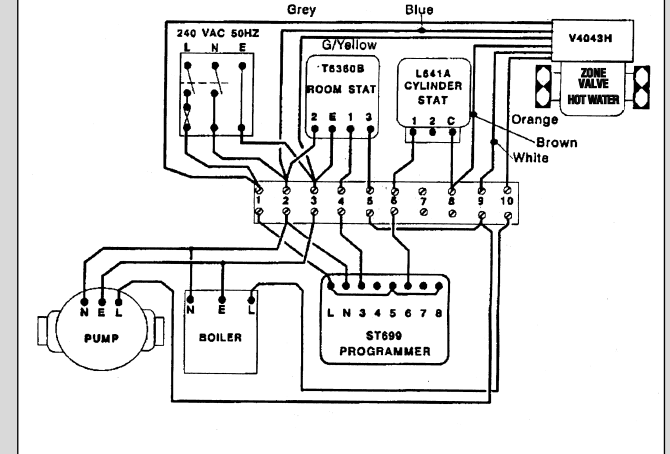 Grey
Blue
240 VAC 50HZ
L N E
G/Yellow
T6360B
ROOM STAT
2 E 1 3
L641A
CYLINDER
STAT
1 2 C
V4043H
ZONE
VALVE
HOT WATER
Orange
Brown
White
1 2 3 4 5 6 7 8 9 10
N E L
PUMP
N E L
BOILER
L N 3 4 5 6 7 8
ST699
PROGRAMMER